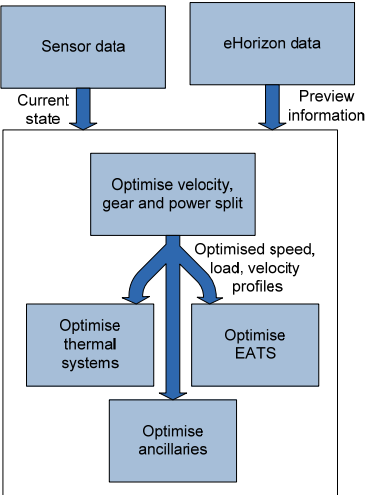 Sensor data
eHorizon data
Current
state
Preview
information
Optimise velocity,
gear and power split
Optimised speed,
load, velocity
profiles
Optimise
thermal
systems
Optimise
EATS
Optimise
ancillaries